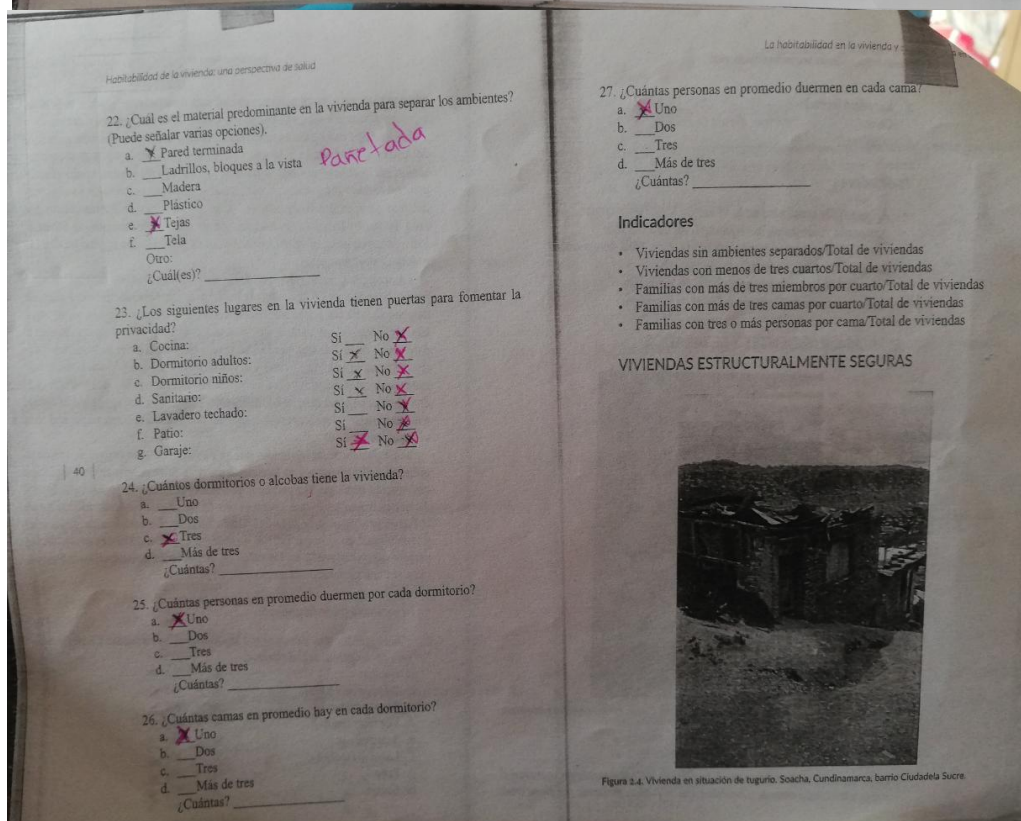 Habitabilidad de la vivienda: una perspectiva de salud
22. ¿Cuál es el material predominante en la vivienda para separar los ambientes?
(Puede señalar varias opciones).
a. X Pared terminada
b. ___Ladrillos, bloques a la vista
Pañetada
c. ___Madera
d. ___Plástico
e. X Tejas
f. ___Tela
Otro:
¿Cuál(es)? ___
23. ¿Los siguientes lugares en la vivienda tienen puertas para fomentar la
privacidad?
a. Cocina: Sí ___ No X
b. Dormitorio adultos: Sí X No X
c. Dormitorio niños: Sí X No X
d. Sanitario: Sí X No X
e. Lavadero techado: Sí ___ No X
f. Patio: Sí ___ No X
g. Garaje: Sí X No X
40
24. ¿Cuántos dormitorios o alcobas tiene la vivienda?
a. ___Uno
b. ___Dos
c. X Tres
d. ___Más de tres
¿Cuántas? ___
25. ¿Cuántas personas en promedio duermen por cada dormitorio?
a. X Uno
b. ___Dos
c. ___Tres
d. ___Más de tres
¿Cuántas? ___
26. ¿Cuántas camas en promedio hay en cada dormitorio?
a. X Uno
b. ___Dos
c. ___Tres
d. ___Más de tres
¿Cuántas? ___
La habitabilidad en la vivienda y
27. ¿Cuántas personas en promedio duermen en cada cama?
a. X Uno
b. ___Dos
c. ___Tres
d. ___Más de tres
¿Cuántas? ___
Indicadores
• Viviendas sin ambientes separados/Total de viviendas
• Viviendas con menos de tres cuartos/Total de viviendas
• Familias con más de tres miembros por cuarto/Total de viviendas
• Familias con más de tres camas por cuarto/Total de viviendas
• Familias con tres o más personas por cama/Total de viviendas
VIVIENDAS ESTRUCTURALMENTE SEGURAS
Figura 2.4. Vivienda en situación de tugurio. Soacha, Cundinamarca, barrio Ciudadela Sucre.